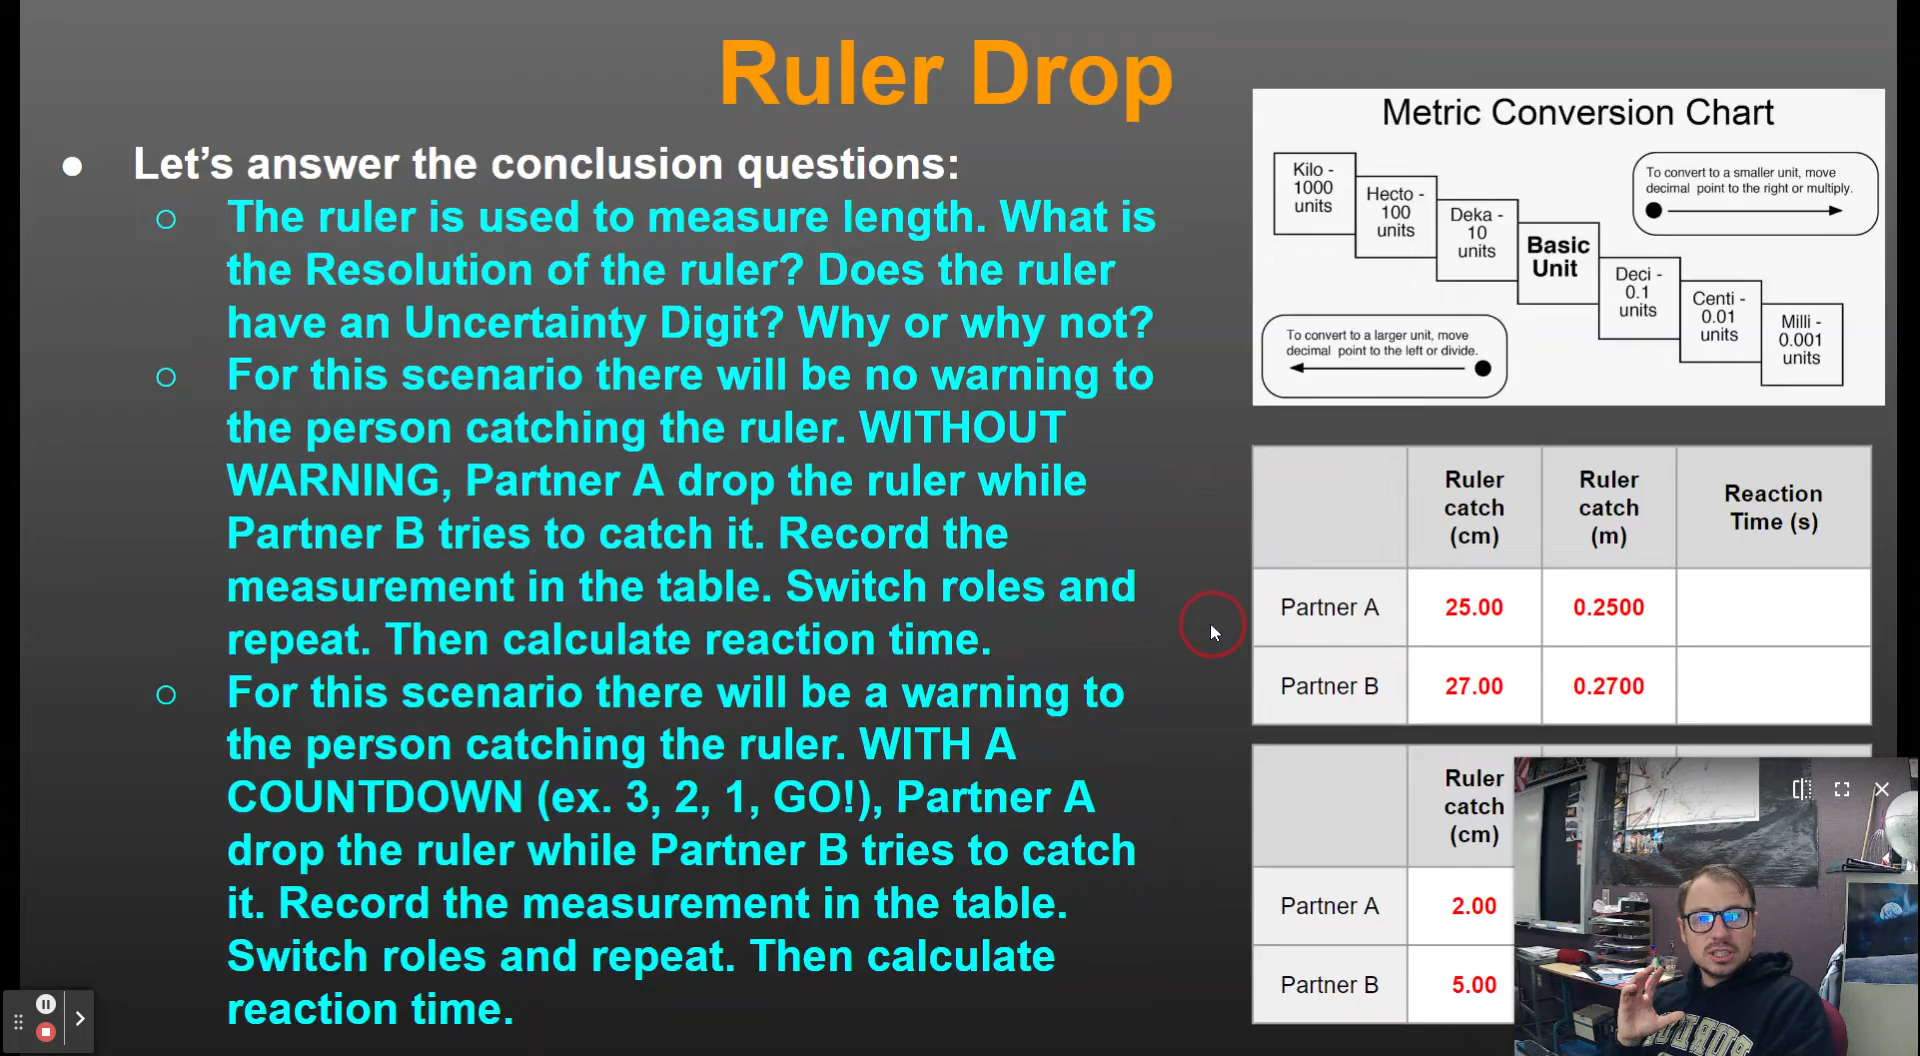 Ruler Drop
● Let’s answer the conclusion questions:
○ The ruler is used to measure length. What is
the Resolution of the ruler? Does the ruler
have an Uncertainty Digit? Why or why not?
○ For this scenario there will be no warning to
the person catching the ruler. WITHOUT
WARNING, Partner A drop the ruler while
Partner B tries to catch it. Record the
measurement in the table. Switch roles and
repeat. Then calculate reaction time.
○ For this scenario there will be a warning to
the person catching the ruler. WITH A
COUNTDOWN (ex. 3, 2, 1, GO!), Partner A
drop the ruler while Partner B tries to catch
it. Record the measurement in the table.
Switch roles and repeat. Then calculate
reaction time.
Metric Conversion Chart
Kilo -
1000
units
Hecto -
100
units
Deka -
10
units
Basic
Unit
Deci -
0.1
units
Centi -
0.01
units
Milli -
0.001
units
To convert to a smaller unit, move
decimal point to the right or multiply.
To convert to a larger unit, move
decimal point to the left or divide.
Ruler catch (cm) Ruler catch (m) Reaction Time (s)
Partner A 25.00 0.2500
Partner B 27.00 0.2700
Ruler catch (cm)
Partner A 2.00
Partner B 5.00